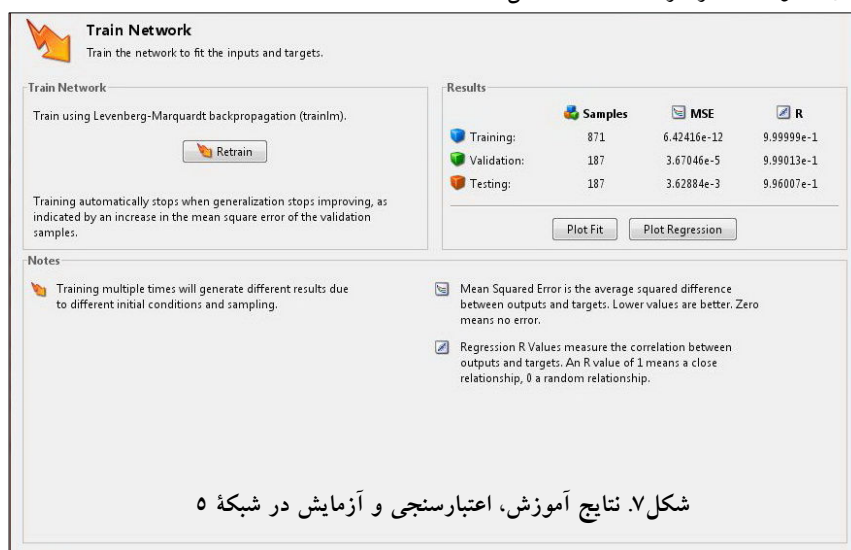 Train Network
Train the network to fit the inputs and targets.
Train Network
Train using Levenberg-Marquardt backpropagation (trainlm).
Retrain
Training automatically stops when generalization stops improving, as
indicated by an increase in the mean square error of the validation
samples.
Results
Samples MSE R
Training: 871 6.42416e-12 9.99999e-1
Validation: 187 3.67046e-5 9.99013e-1
Testing: 187 3.62884e-3 9.96007e-1
Plot Fit Plot Regression
Notes
Training multiple times will generate different results due
to different initial conditions and sampling.
Mean Squared Error is the average squared difference
between outputs and targets. Lower values are better. Zero
means no error.
Regression R Values measure the correlation between
outputs and targets. An R value of 1 means a close
relationship, 0 a random relationship.
شکل۷. نتایج آموزش، اعتبارسنجی و آزمایش در شبکهٔ ۵